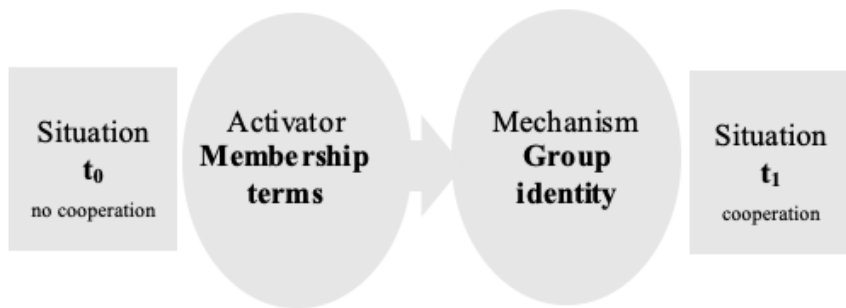 Situation
t₀
no cooperation
Activator
Membership
terms
Mechanism
Group
identity
Situation
t₁
cooperation